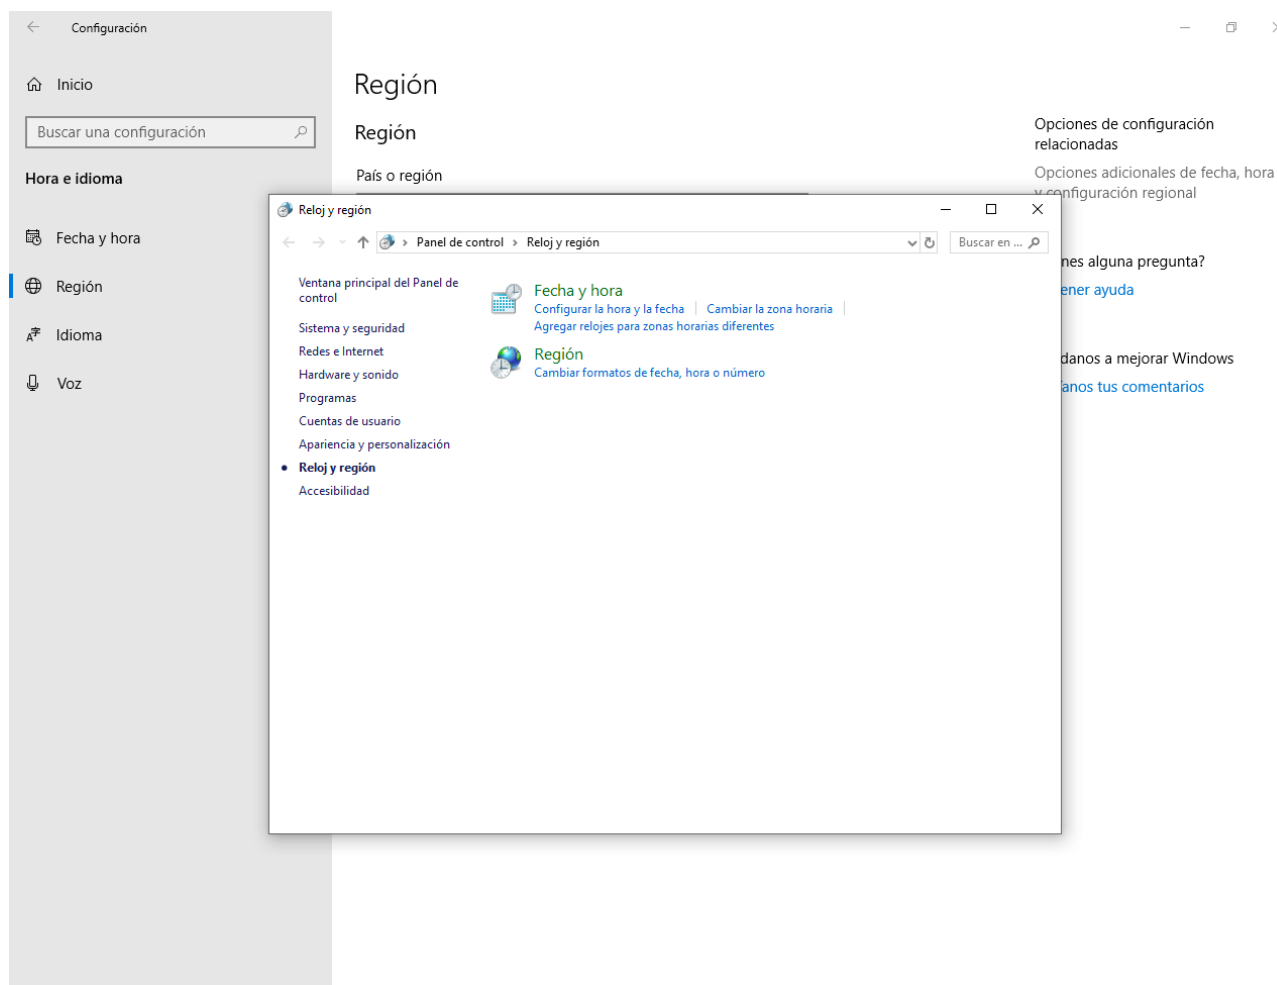 Configuración
Inicio
Buscar una configuración
Hora e idioma
Fecha y hora
Región
Idioma
Voz
Región
Región
País o región
Opciones de configuración
relacionadas
Opciones adicionales de fecha, hora
y configuración regional
alguna pregunta?
ayuda
a mejorar Windows
tus comentarios
Reloj y región
Panel de control > Reloj y región
Buscar en ...
Ventana principal del Panel de
control
Sistema y seguridad
Redes e Internet
Hardware y sonido
Programas
Cuentas de usuario
Apariencia y personalización
Reloj y región
Accesibilidad
Fecha y hora
Configurar la hora y la fecha | Cambiar la zona horaria |
Agregar relojes para zonas horarias diferentes
Región
Cambiar formatos de fecha, hora o número